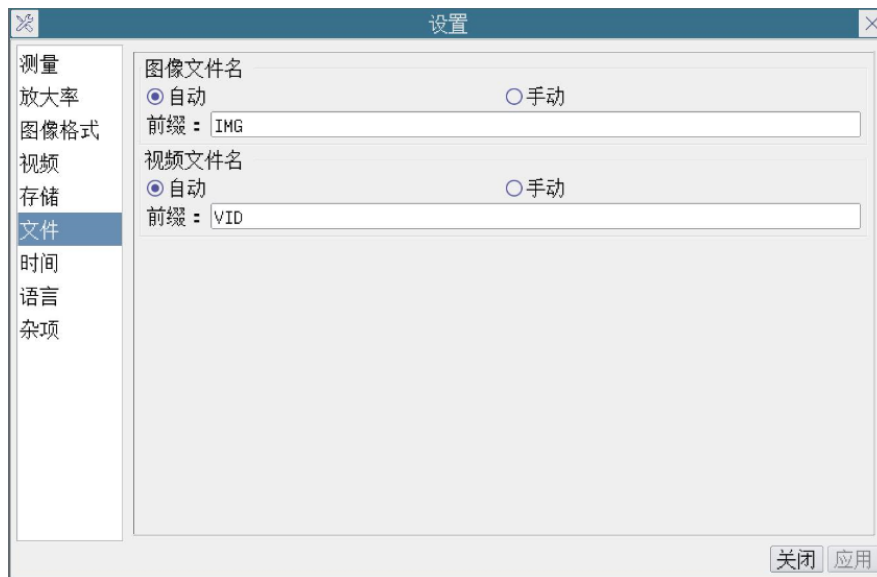 设置
测量
放大率
图像格式
视频
存储
文件
时间
语言
杂项
图像文件名
自动 手动
前缀： IMG
视频文件名
自动 手动
前缀： VID
关闭 应用